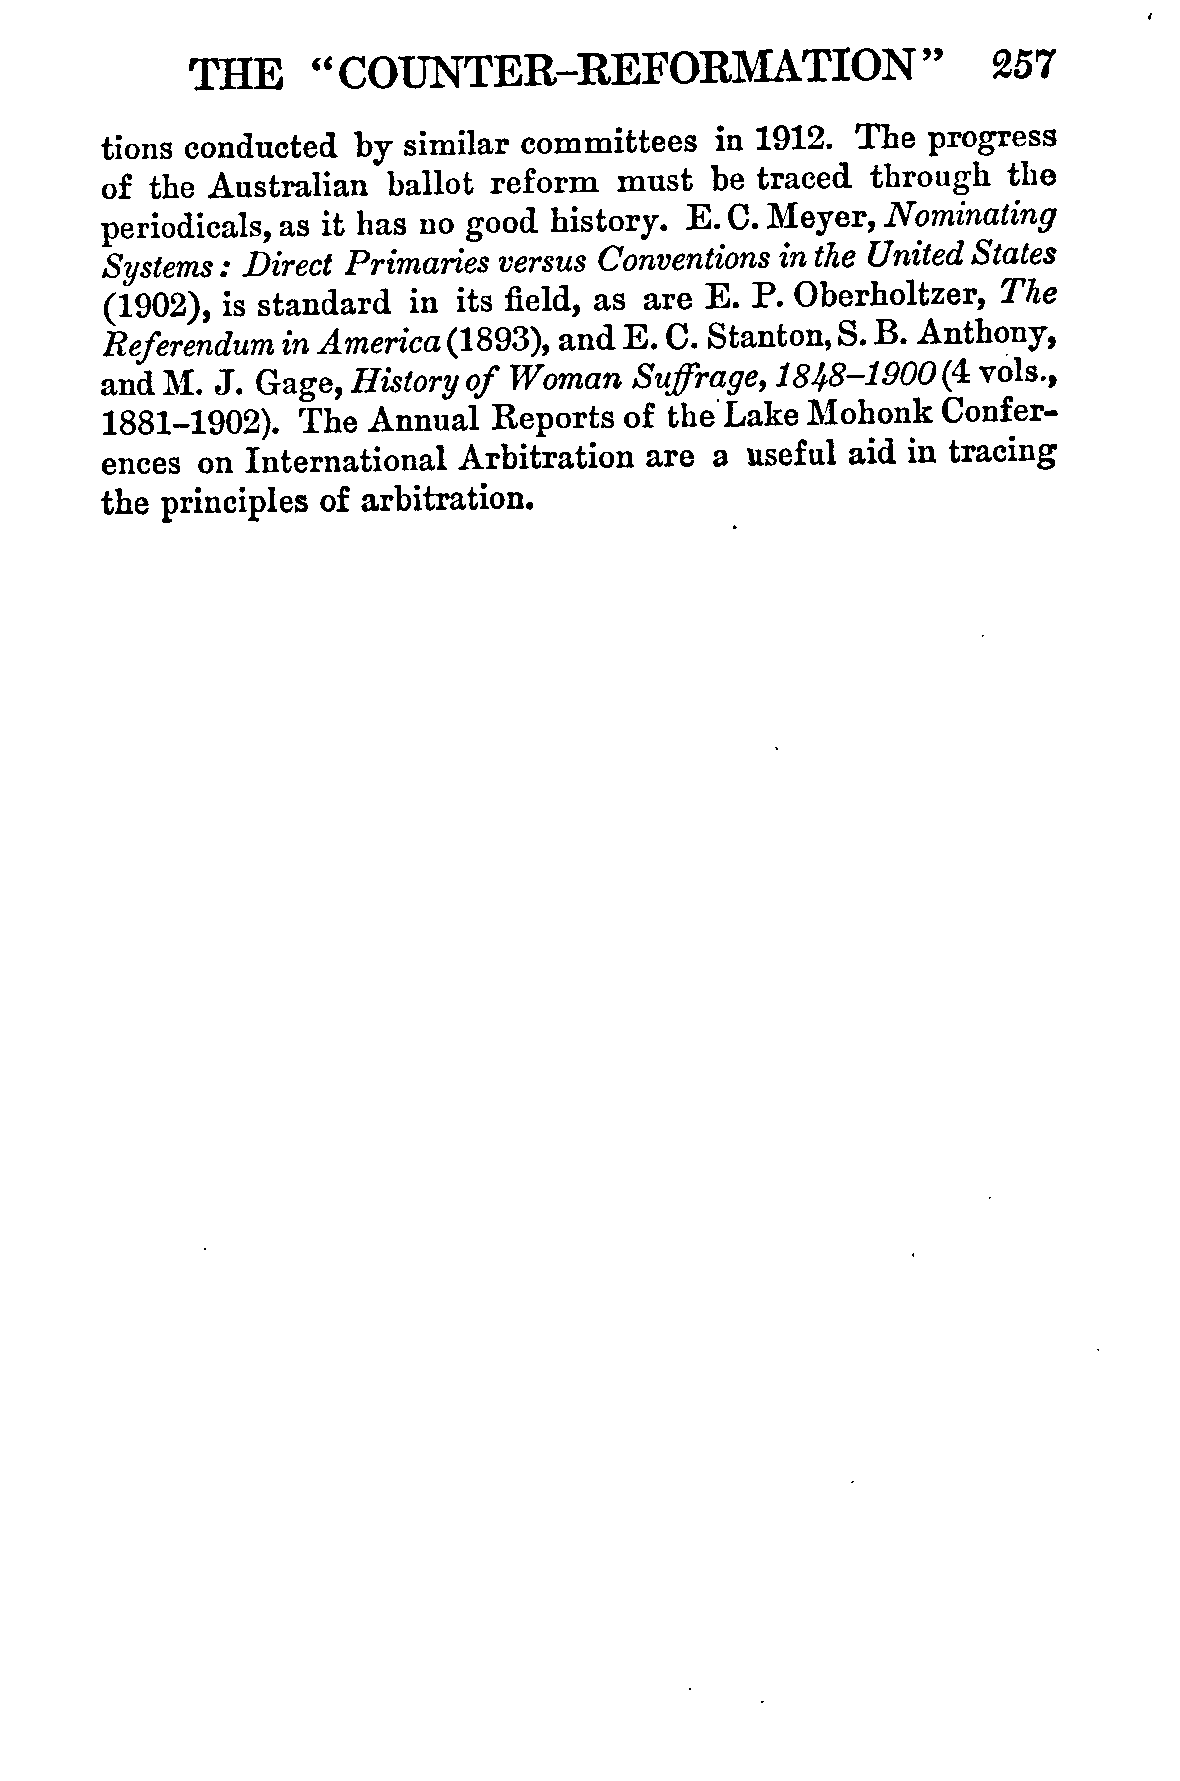 THE "COUNTER-REFORMATION" 257
tions conducted by similar committees in 1912. The progress
of the Australian ballot reform must be traced through the
periodicals, as it has no good history. E. C. Meyer, Nominating
Systems: Direct Primaries versus Conventions in the United States
(1902), is standard in its field, as are E. P. Oberholtzer, The
Referendum in America (1893), and E. C. Stanton, S. B. Anthony,
and M. J. Gage, History of Woman Suffrage, 1848–1900 (4 vols.,
1881–1902). The Annual Reports of the Lake Mohonk Confer-
ences on International Arbitration are a useful aid in tracing
the principles of arbitration.